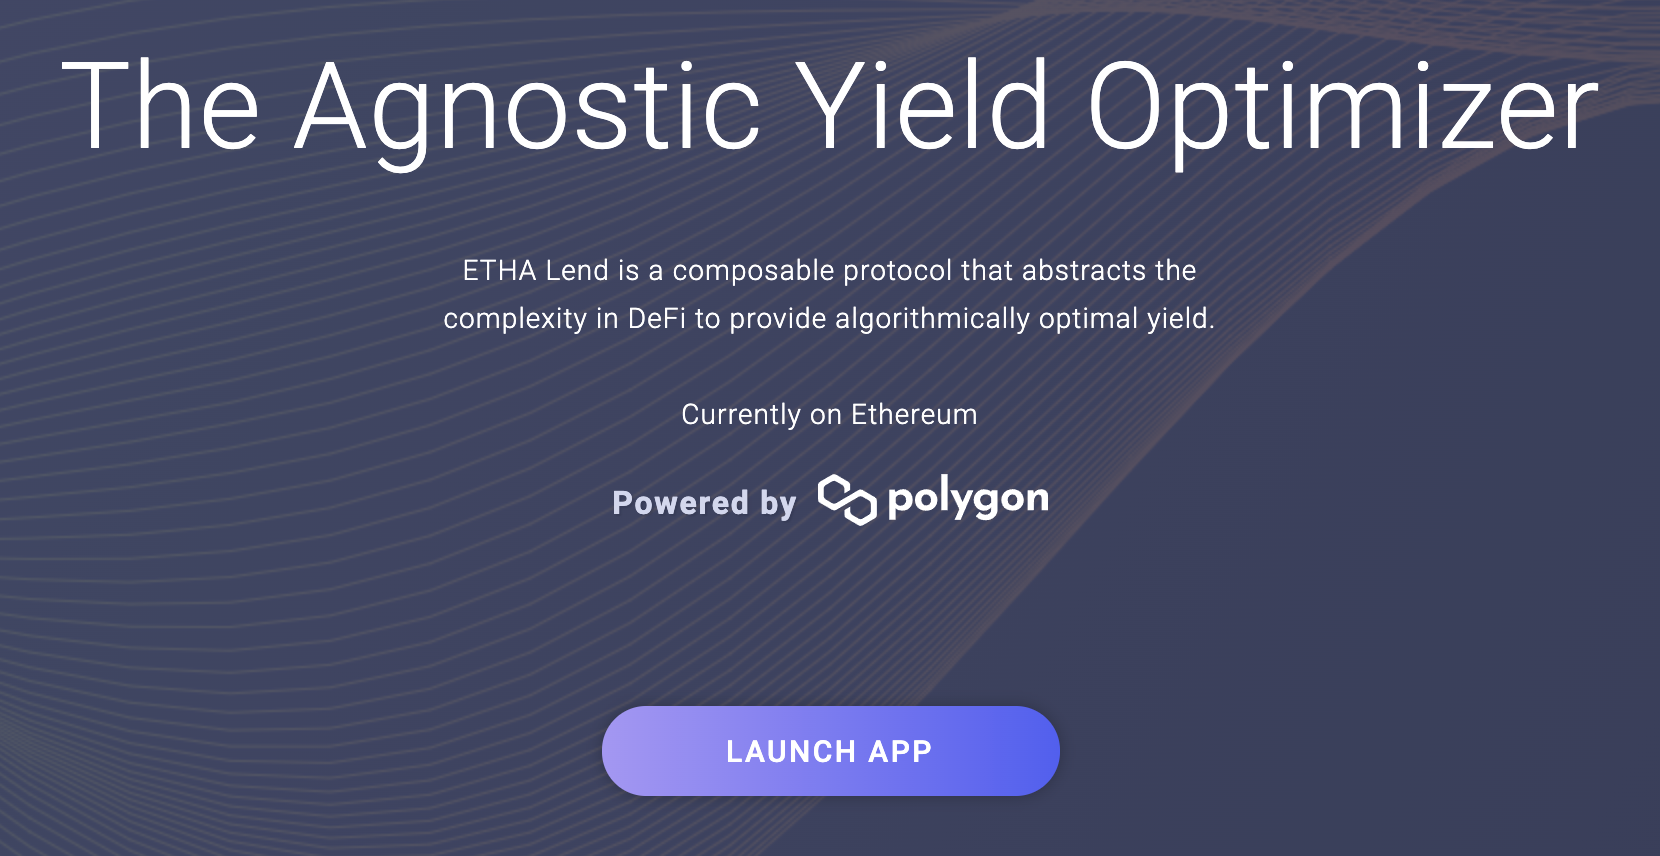 The Agnostic Yield Optimizer
ETHA Lend is a composable protocol that abstracts the
complexity in DeFi to provide algorithmically optimal yield.
Currently on Ethereum
Powered by polygon
LAUNCH APP